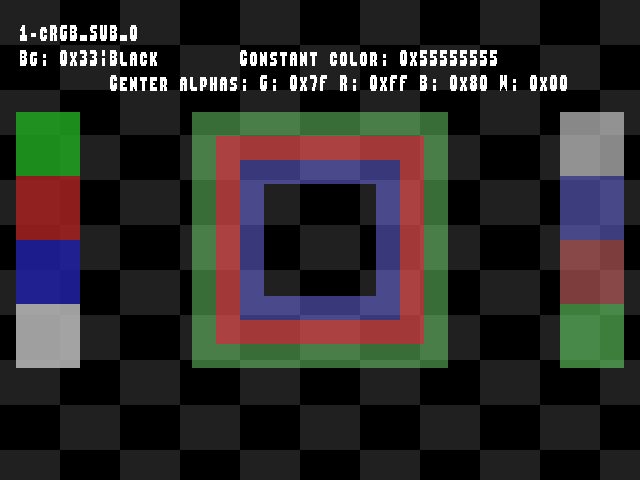 1-cRGB_SUB_0
Bg: 0x33|Black Constant color: 0x55555555
Center alphas: G: 0x7f R: 0xff B: 0x80 W: 0x00